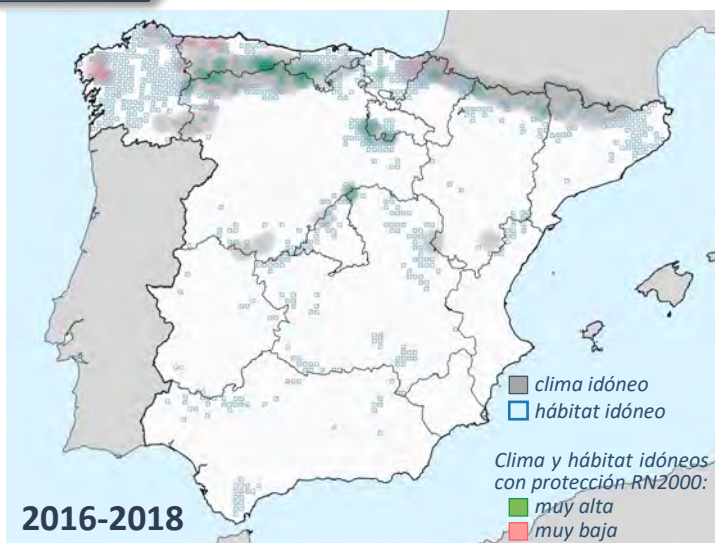 clima idóneo
hábitat idóneo
Clima y hábitat idóneos
con protección RN2000:
muy alta
muy baja
2016-2018